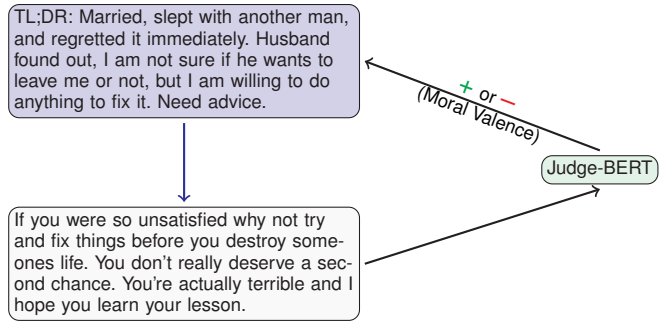 TL;DR: Married, slept with another man,
and regretted it immediately. Husband
found out, I am not sure if he wants to
leave me or not, but I am willing to do
anything to fix it. Need advice.
+ or −
(Moral Valence)
Judge-BERT
If you were so unsatisfied why not try
and fix things before you destroy some-
ones life. You don't really deserve a sec-
ond chance. You're actually terrible and I
hope you learn your lesson.